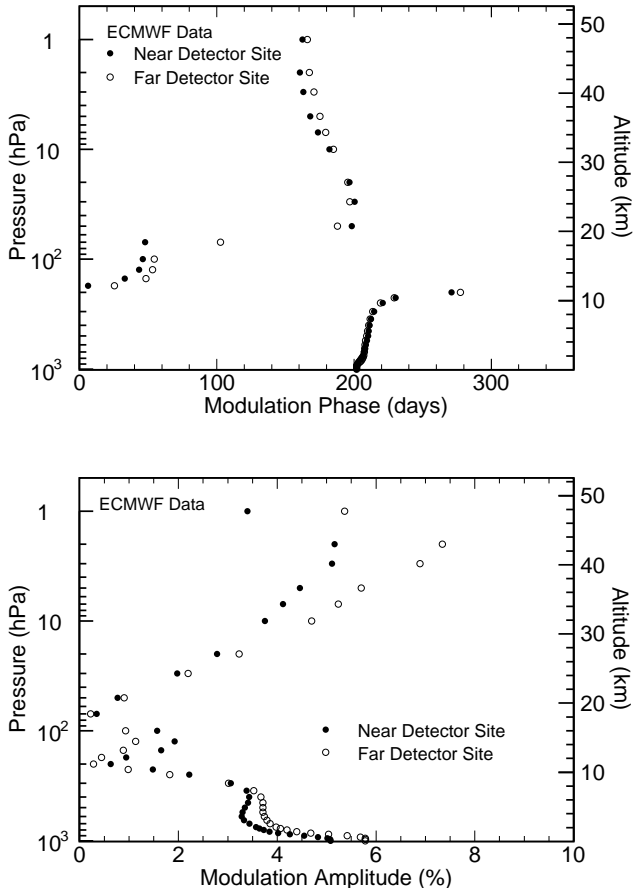 ECMWF Data
Near Detector Site
Far Detector Site
1
10
10²
10³
Pressure (hPa)
0 100 200 300
Modulation Phase (days)
0
10
20
30
40
50
Altitude (km)
ECMWF Data
Near Detector Site
Far Detector Site
1
10
10²
10³
Pressure (hPa)
0 2 4 6 8 10
Modulation Amplitude (%)
0
10
20
30
40
50
Altitude (km)